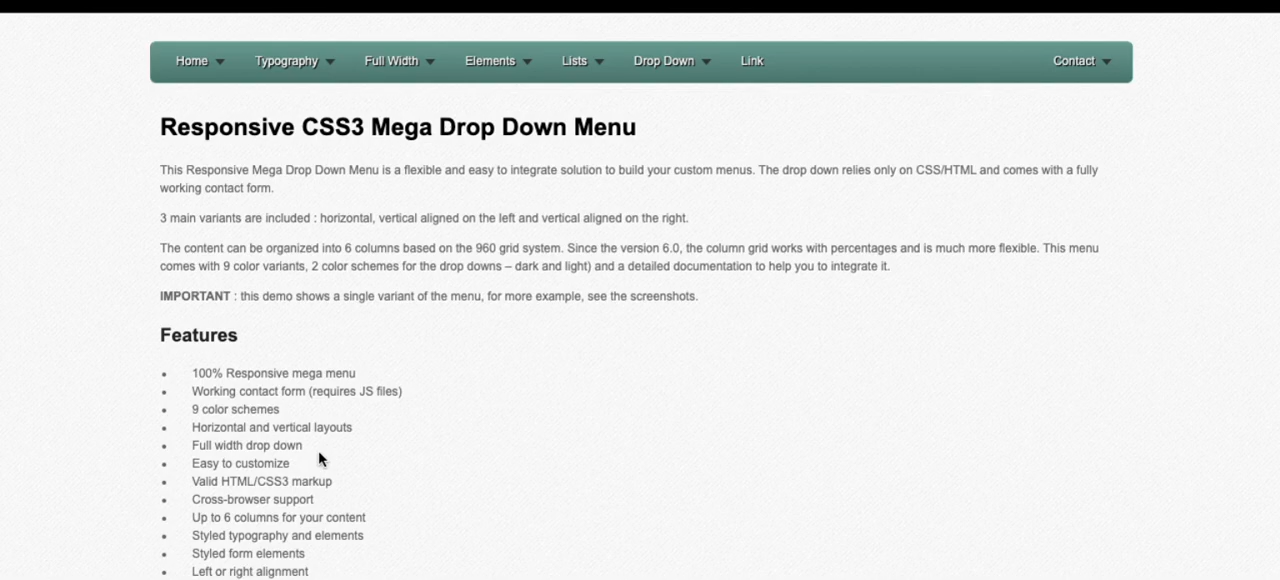 Home Typography Full Width Elements Lists Drop Down Link Contact
Responsive CSS3 Mega Drop Down Menu
This Responsive Mega Drop Down Menu is a flexible and easy to integrate solution to build your custom menus. The drop down relies only on CSS/HTML and comes with a fully
working contact form.
3 main variants are included : horizontal, vertical aligned on the left and vertical aligned on the right.
The content can be organized into 6 columns based on the 960 grid system. Since the version 6.0, the column grid works with percentages and is much more flexible. This menu
comes with 9 color variants, 2 color schemes for the drop downs – dark and light) and a detailed documentation to help you to integrate it.
IMPORTANT : this demo shows a single variant of the menu, for more example, see the screenshots.
Features
• 100% Responsive mega menu
• Working contact form (requires JS files)
• 9 color schemes
• Horizontal and vertical layouts
• Full width drop down
• Easy to customize
• Valid HTML/CSS3 markup
• Cross-browser support
• Up to 6 columns for your content
• Styled typography and elements
• Styled form elements
• Left or right alignment